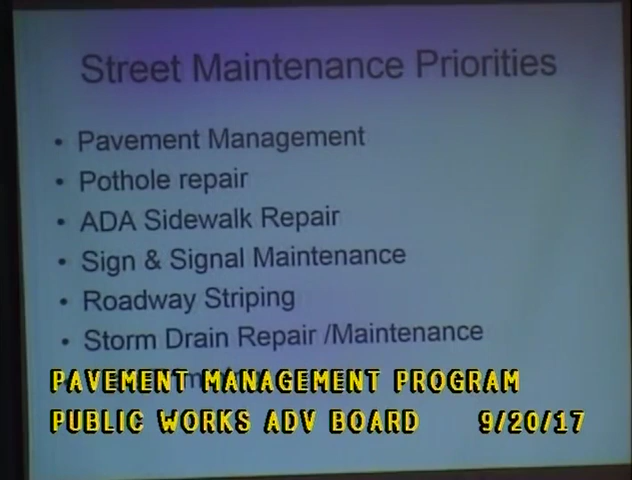 Street Maintenance Priorities
• Pavement Management
• Pothole repair
• ADA Sidewalk Repair
• Sign & Signal Maintenance
• Roadway Striping
• Storm Drain Repair /Maintenance
PAVEMENT MANAGEMENT PROGRAM
PUBLIC WORKS ADV BOARD 9/20/17